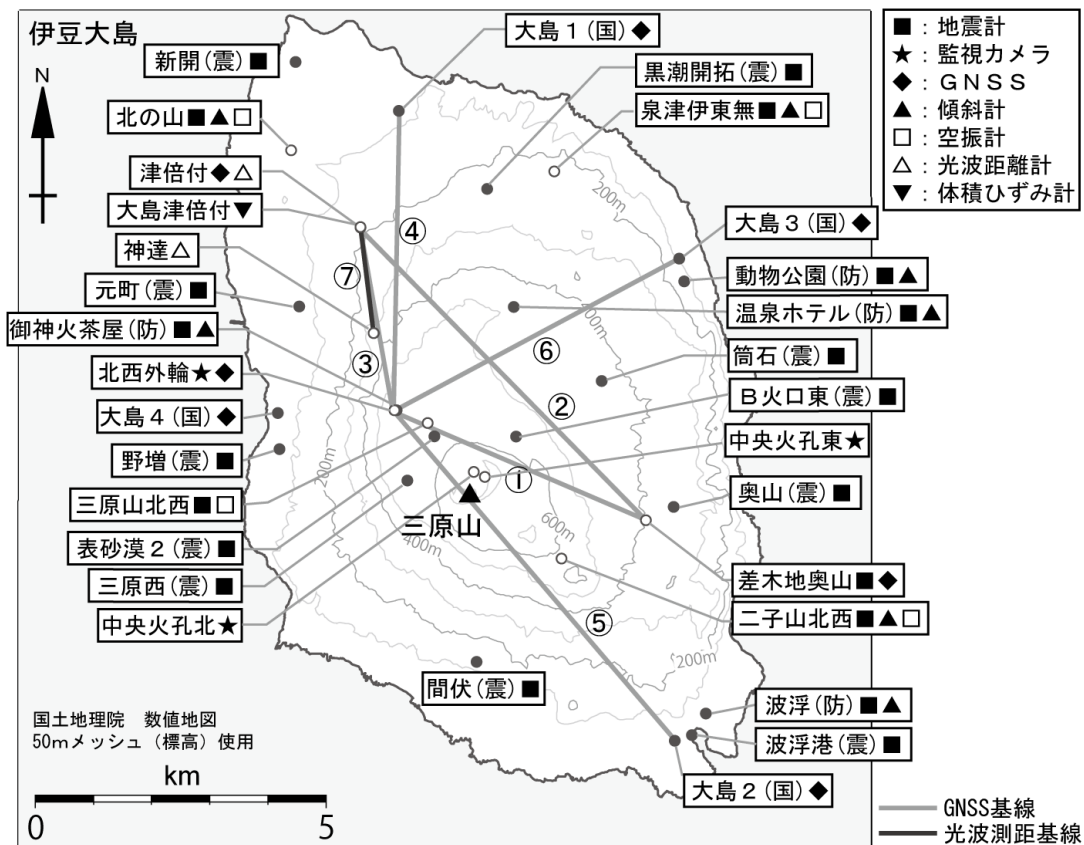 伊豆大島
N
新開(震)■
北の山■▲□
津倍付◆△
大島津倍付▼
神達△
元町(震)■
御神火茶屋(防)■▲
北西外輪★◆
大島４(国)◆
野増(震)■
三原山北西■□
表砂漠２(震)■
三原西(震)■
中央火孔北★
大島１(国)◆
黒潮開拓(震)■
泉津伊東無■▲□
大島３(国)◆
動物公園(防)■▲
温泉ホテル(防)■▲
筒石(震)■
Ｂ火口東(震)■
中央火孔東★
奥山(震)■
差木地奥山■◆
二子山北西■▲□
波浮(防)■▲
波浮港(震)■
大島２(国)◆
間伏(震)■
三原山
④
⑦
③
⑥
②
①
⑤
200m
200m
200m
400m
600m
200m
■：地震計
★：監視カメラ
◆：ＧＮＳＳ
▲：傾斜計
□：空振計
△：光波距離計
▼：体積ひずみ計
国土地理院　数値地図
50mメッシュ（標高）使用
km
0 5
GNSS基線
光波測距基線